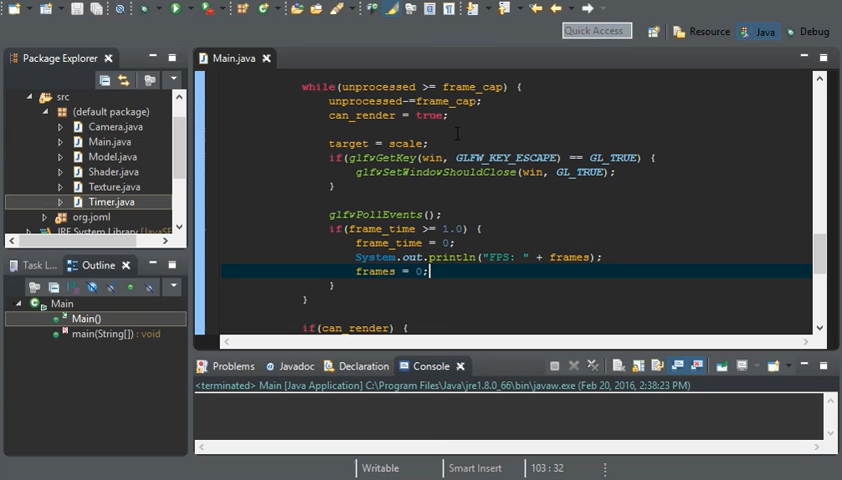 Quick Access
Resource
Java
Debug
Package Explorer
src
(default package)
Camera.java
Main.java
Model.java
Shader.java
Texture.java
Timer.java
org.joml
Task L...
Outline
Main
Main()
main(String[]) : void
Main.java
while(unprocessed >= frame_cap) {
unprocessed-=frame_cap;
can_render = true;
target = scale;
if(glfwGetKey(win, GLFW_KEY_ESCAPE) == GL_TRUE) {
glfwSetWindowShouldClose(win, GL_TRUE);
}
glfwPollEvents();
if(frame_time >= 1.0) {
frame_time = 0;
System.out.println("FPS: " + frames);
frames = 0;
}
}
if(can_render) {
Problems
Javadoc
Declaration
Console
<terminated> Main [Java Application] C:\Program Files\Java\jre1.8.0_66\bin\javaw.exe (Feb 20, 2016, 2:38:23 PM)
Writable
Smart Insert
103 : 32